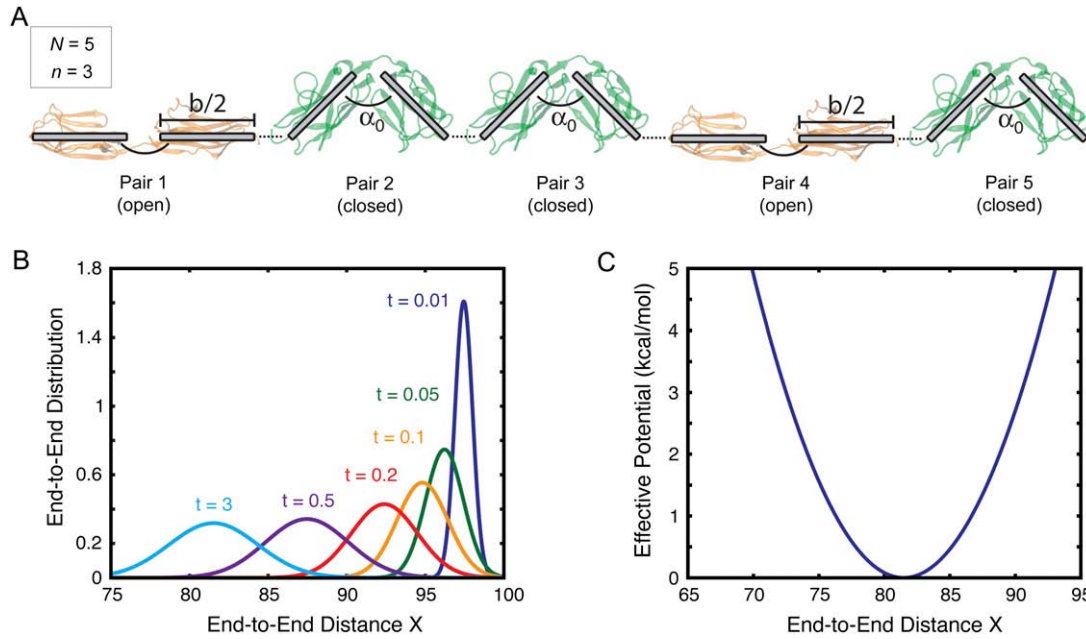 A
N = 5
n = 3
b/2
α0
α0
b/2
α0
Pair 1
(open)
Pair 2
(closed)
Pair 3
(closed)
Pair 4
(open)
Pair 5
(closed)
B
End-to-End Distribution
1.8
1.4
1
0.6
0.2
0
t = 0.01
t = 0.05
t = 0.1
t = 0.2
t = 0.5
t = 3
75
80
85
90
95
100
End-to-End Distance X
C
Effective Potential (kcal/mol)
5
4
3
2
1
0
65
70
75
80
85
90
95
End-to-End Distance X